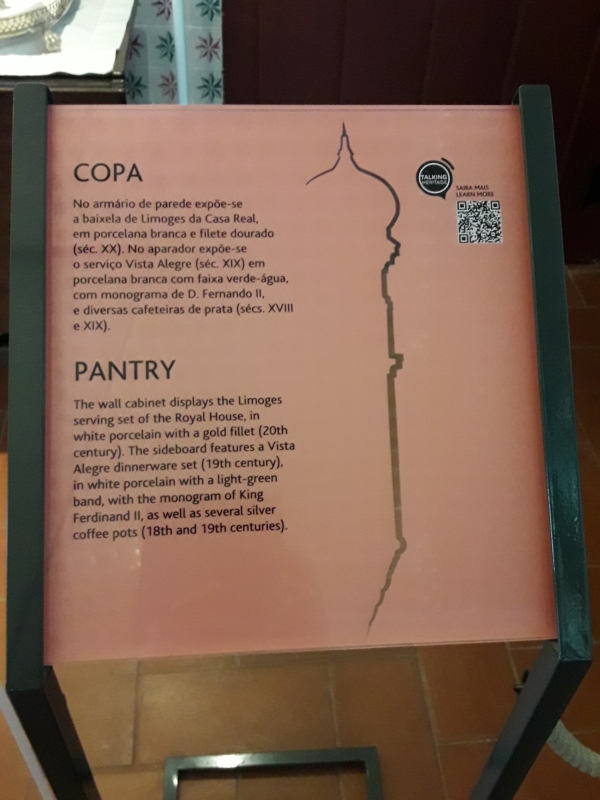 COPA
No armário de parede expõe-se
a baixela de Limoges da Casa Real,
em porcelana branca e filete dourado
(séc. XX). No aparador expõe-se
o serviço Vista Alegre (séc. XIX) em
porcelana branca com faixa verde-água,
com monograma de D. Fernando II,
e diversas cafeteiras de prata (sécs. XVIII
e XIX).
PANTRY
The wall cabinet displays the Limoges
serving set of the Royal House, in
white porcelain with a gold fillet (20th
century). The sideboard features a Vista
Alegre dinnerware set (19th century),
in white porcelain with a light-green
band, with the monogram of King
Ferdinand II, as well as several silver
coffee pots (18th and 19th centuries).
TALKING
HERITAGE
SAIBA MAIS
LEARN MORE